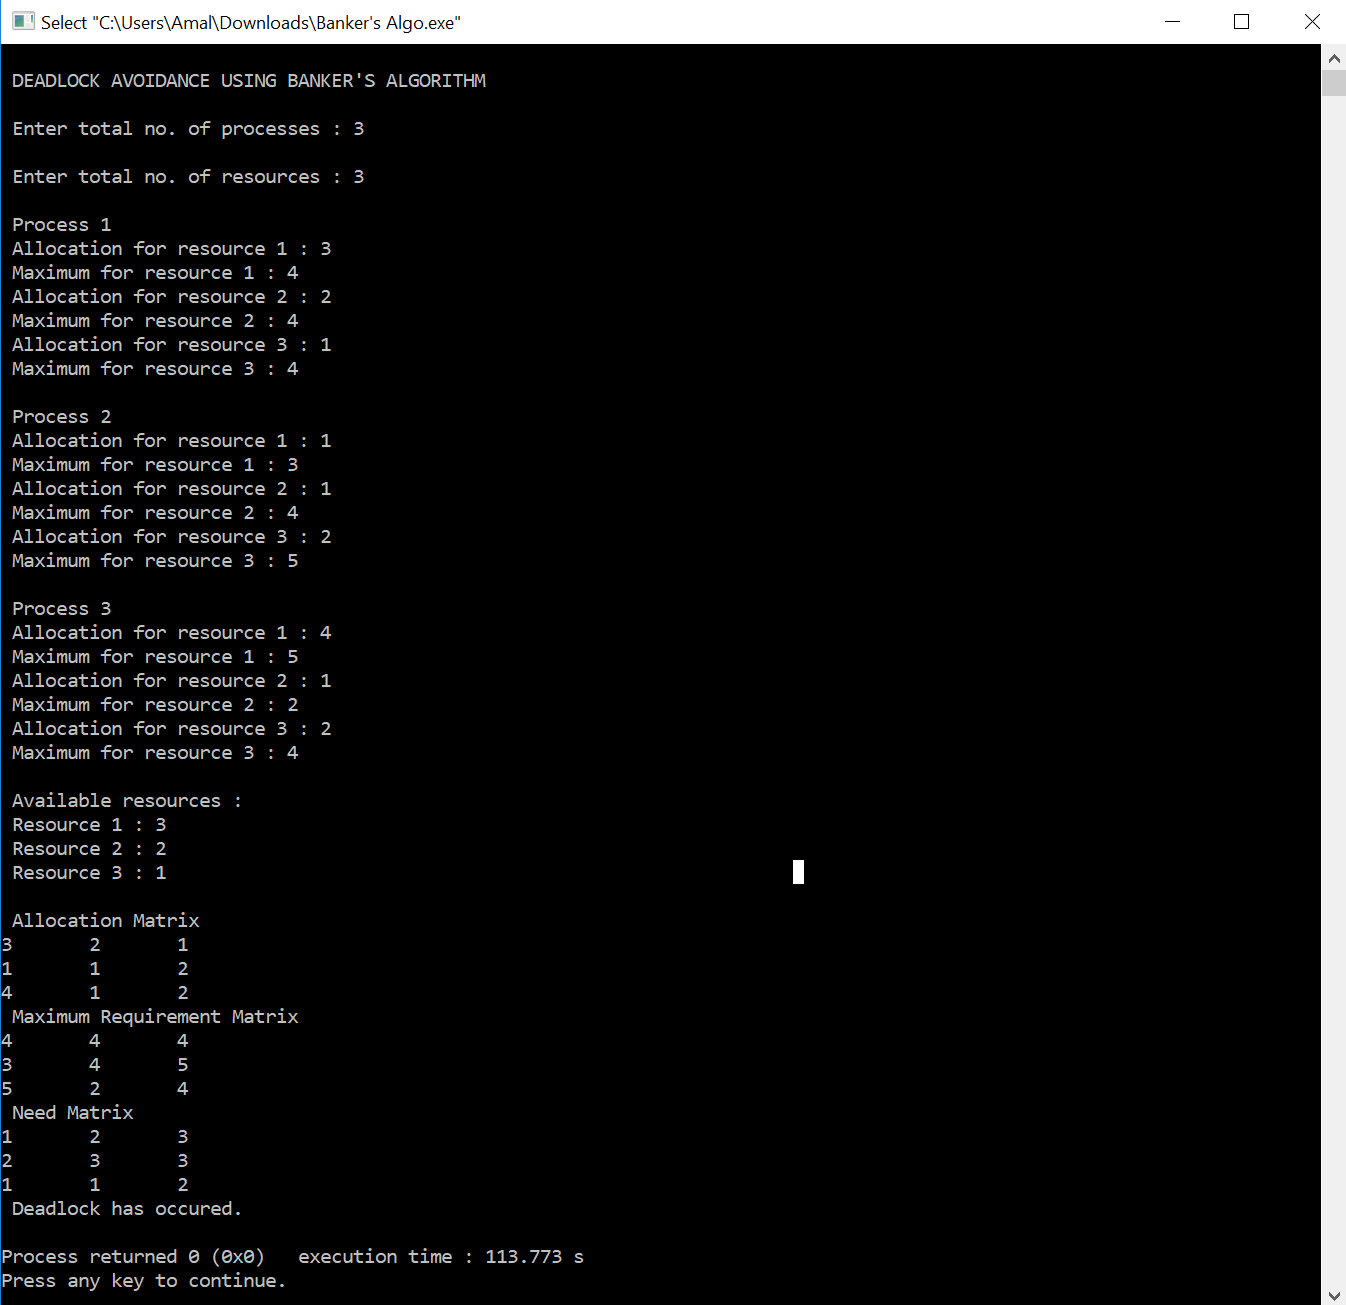 Select "C:\Users\Amal\Downloads\Banker's Algo.exe"
DEADLOCK AVOIDANCE USING BANKER'S ALGORITHM
Enter total no. of processes : 3
Enter total no. of resources : 3
Process 1
Allocation for resource 1 : 3
Maximum for resource 1 : 4
Allocation for resource 2 : 2
Maximum for resource 2 : 4
Allocation for resource 3 : 1
Maximum for resource 3 : 4
Process 2
Allocation for resource 1 : 1
Maximum for resource 1 : 3
Allocation for resource 2 : 1
Maximum for resource 2 : 4
Allocation for resource 3 : 2
Maximum for resource 3 : 5
Process 3
Allocation for resource 1 : 4
Maximum for resource 1 : 5
Allocation for resource 2 : 1
Maximum for resource 2 : 2
Allocation for resource 3 : 2
Maximum for resource 3 : 4
Available resources :
Resource 1 : 3
Resource 2 : 2
Resource 3 : 1
Allocation Matrix
3 2 1
1 1 2
4 1 2
Maximum Requirement Matrix
4 4 4
3 4 5
5 2 4
Need Matrix
1 2 3
2 3 3
1 1 2
Deadlock has occured.
Process returned 0 (0x0) execution time : 113.773 s
Press any key to continue.